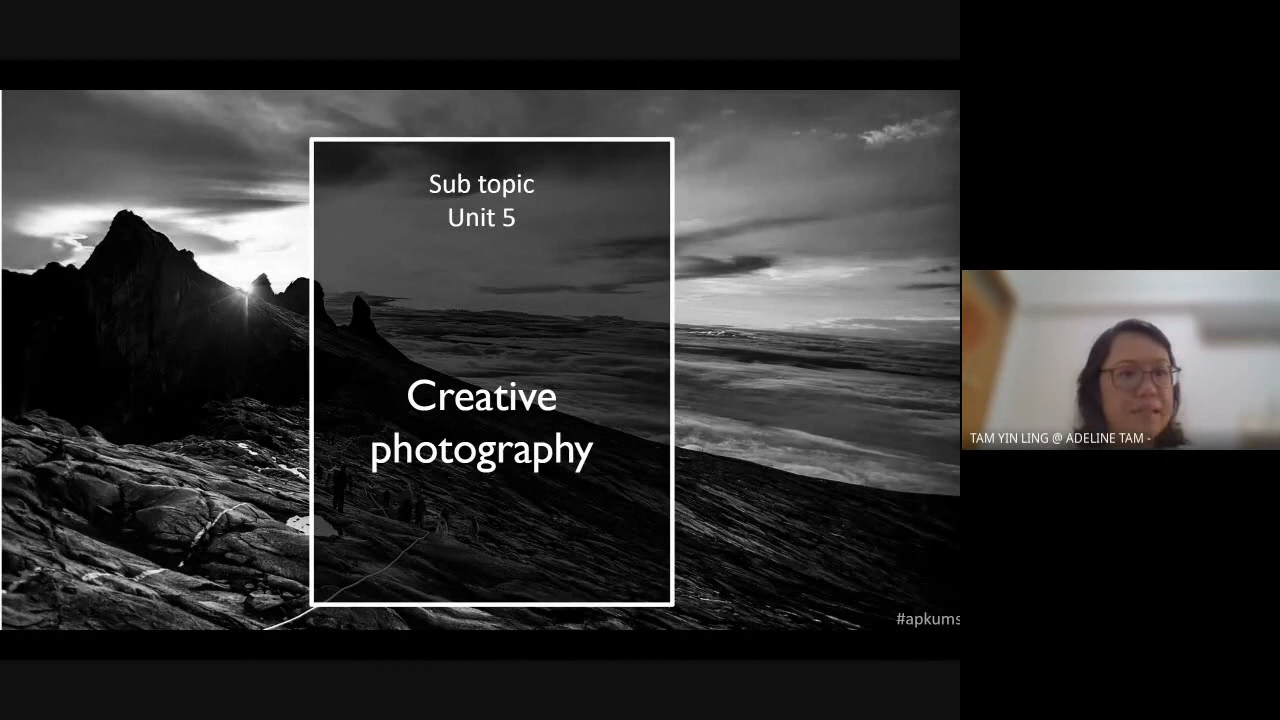 Sub topic
Unit 5
Creative
photography
#apkums
TAM YIN LING @ ADELINE TAM -